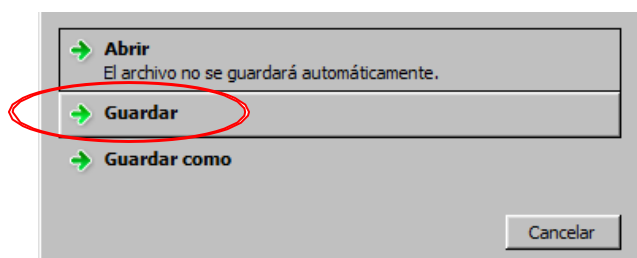 Abrir
El archivo no se guardará automáticamente.
Guardar
Guardar como
Cancelar